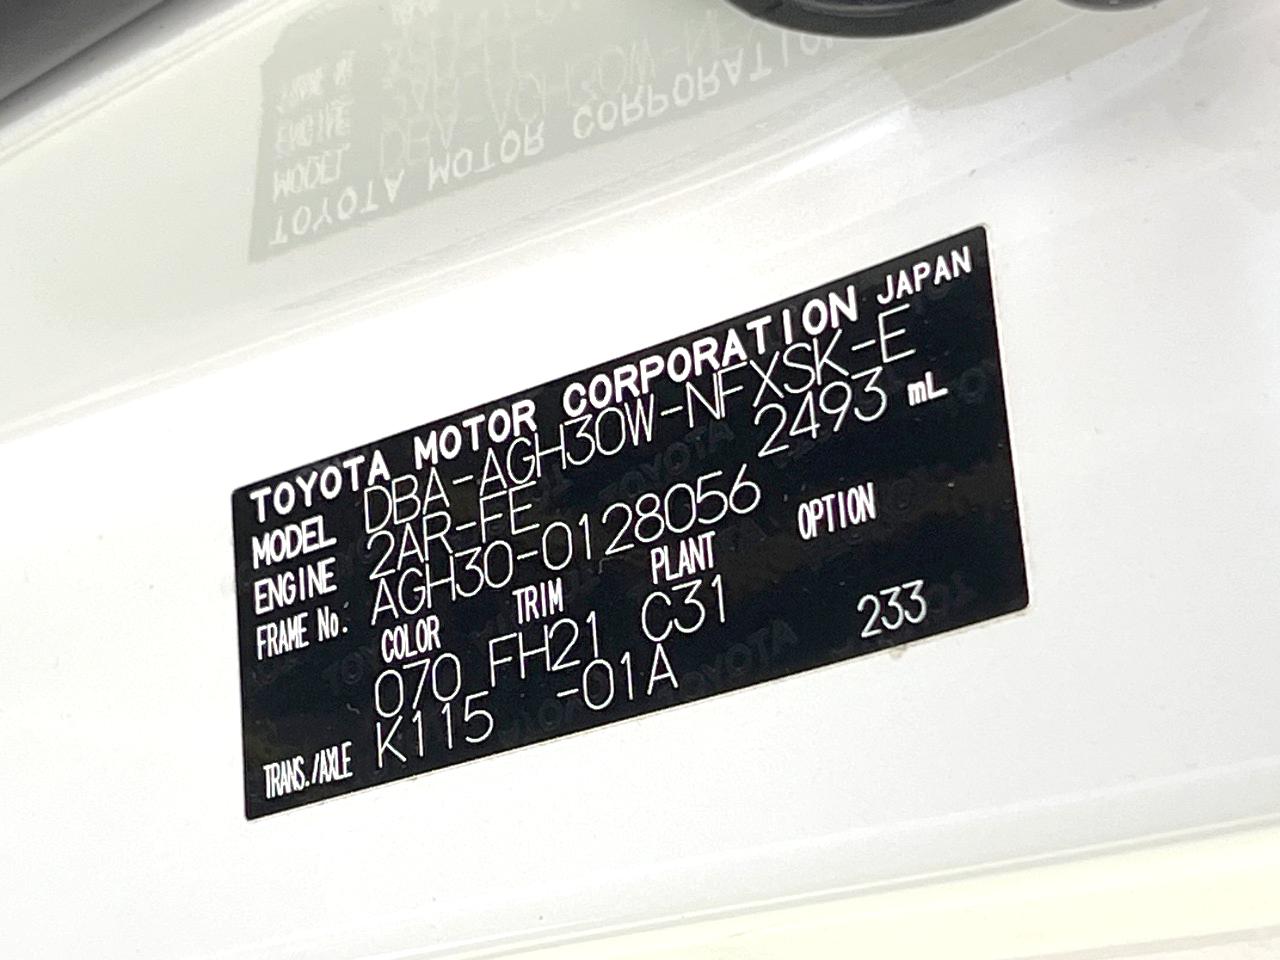 TOYOTA MOTOR CORPORATION JAPAN
MODEL DBA-AGH30W-NFXSK-E
ENGINE 2AR-FE 2493 mL
FRAME No. AGH30-0128056
COLOR TRIM PLANT OPTION
070 FH21 C31 233
TRANS./AXLE K115 -01A